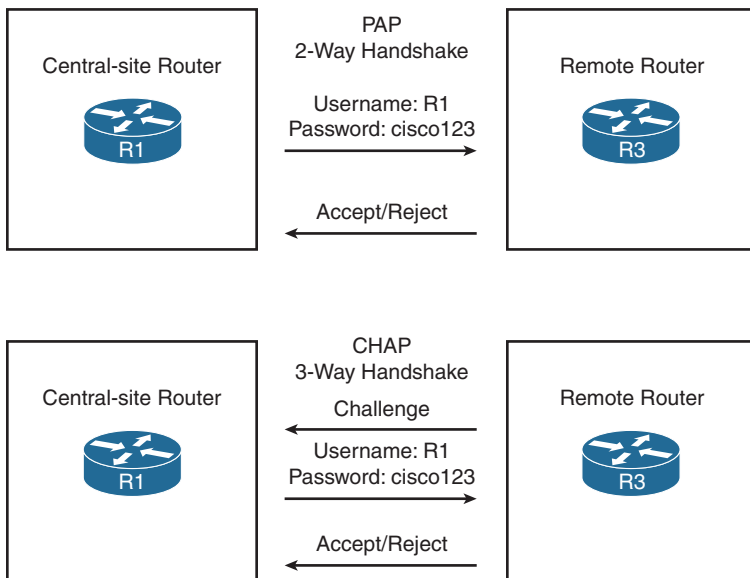 PAP
2-Way Handshake
Central-site Router
Remote Router
Username: R1
Password: cisco123
R1
R3
Accept/Reject
CHAP
3-Way Handshake
Central-site Router
Remote Router
Challenge
Username: R1
Password: cisco123
R1
R3
Accept/Reject